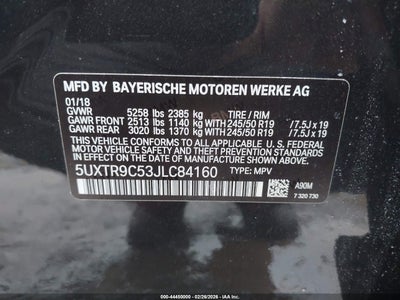 MFD BY BAYERISCHE MOTOREN WERKE AG
01/18
GVWR 5258 lbs 2385 kg TIRE / RIM
GAWR FRONT 2513 lbs 1140 kg WITH 245/50 R19 /7.5J x 19
GAWR REAR 3020 lbs 1370 kg WITH 245/50 R19 /7.5J x 19
THIS VEHICLE CONFORMS TO ALL APPLICABLE U.S. FEDERAL
MOTOR VEHICLE SAFETY, BUMPER, AND THEFT PREVENTION
STANDARDS IN EFFECT ON THE DATE OF MANUFACTURE SHOWN ABOVE.
5UXTR9C53JLC84160 TYPE: MPV
A90M
7 320 730
000-44450000 02/26/2026 IAA, Inc.